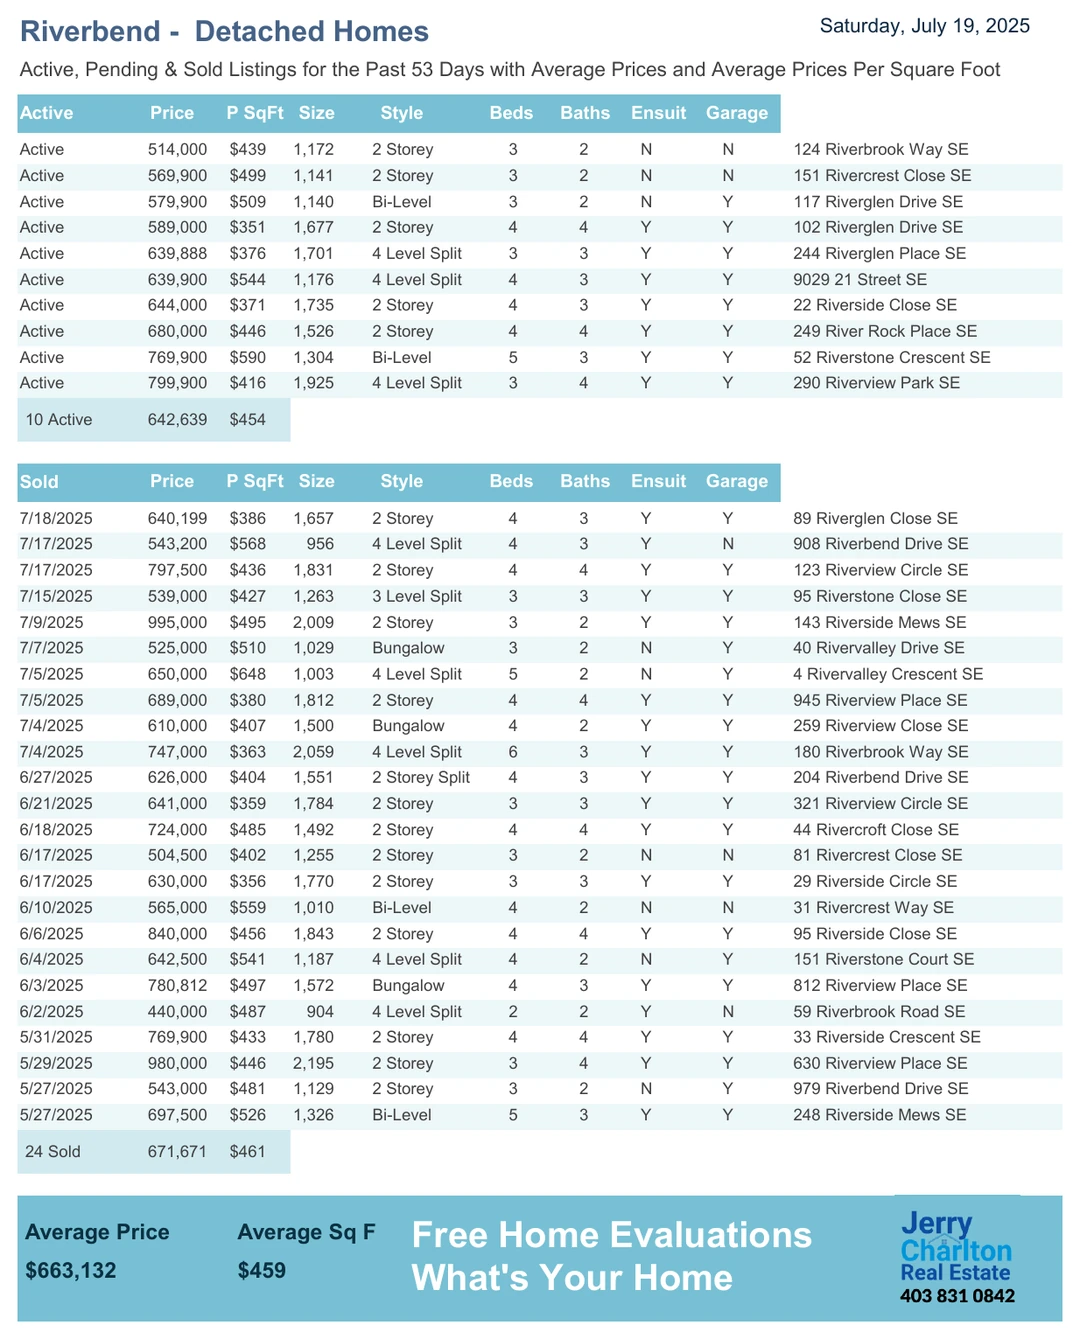 Riverbend -  Detached Homes
Saturday, July 19, 2025
Active, Pending & Sold Listings for the Past 53 Days with Average Prices and Average Prices Per Square Foot
Active Price P SqFt Size Style Beds Baths Ensuit Garage
Active 514,000 $439 1,172 2 Storey 3 2 N N 124 Riverbrook Way SE
Active 569,900 $499 1,141 2 Storey 3 2 N N 151 Rivercrest Close SE
Active 579,900 $509 1,140 Bi-Level 3 2 N Y 117 Riverglen Drive SE
Active 589,000 $351 1,677 2 Storey 4 4 Y Y 102 Riverglen Drive SE
Active 639,888 $376 1,701 4 Level Split 3 3 Y Y 244 Riverglen Place SE
Active 639,900 $544 1,176 4 Level Split 4 3 Y Y 9029 21 Street SE
Active 644,000 $371 1,735 2 Storey 4 3 Y Y 22 Riverside Close SE
Active 680,000 $446 1,526 2 Storey 4 4 Y Y 249 River Rock Place SE
Active 769,900 $590 1,304 Bi-Level 5 3 Y Y 52 Riverstone Crescent SE
Active 799,900 $416 1,925 4 Level Split 3 4 Y Y 290 Riverview Park SE
10 Active 642,639 $454
Sold Price P SqFt Size Style Beds Baths Ensuit Garage
7/18/2025 640,199 $386 1,657 2 Storey 4 3 Y Y 89 Riverglen Close SE
7/17/2025 543,200 $568 956 4 Level Split 4 3 Y N 908 Riverbend Drive SE
7/17/2025 797,500 $436 1,831 2 Storey 4 4 Y Y 123 Riverview Circle SE
7/15/2025 539,000 $427 1,263 3 Level Split 3 3 Y Y 95 Riverstone Close SE
7/9/2025 995,000 $495 2,009 2 Storey 3 2 Y Y 143 Riverside Mews SE
7/7/2025 525,000 $510 1,029 Bungalow 3 2 N Y 40 Rivervalley Drive SE
7/5/2025 650,000 $648 1,003 4 Level Split 5 2 N Y 4 Rivervalley Crescent SE
7/5/2025 689,000 $380 1,812 2 Storey 4 4 Y Y 945 Riverview Place SE
7/4/2025 610,000 $407 1,500 Bungalow 4 2 Y Y 259 Riverview Close SE
7/4/2025 747,000 $363 2,059 4 Level Split 6 3 Y Y 180 Riverbrook Way SE
6/27/2025 626,000 $404 1,551 2 Storey Split 4 3 Y Y 204 Riverbend Drive SE
6/21/2025 641,000 $359 1,784 2 Storey 3 3 Y Y 321 Riverview Circle SE
6/18/2025 724,000 $485 1,492 2 Storey 4 4 Y Y 44 Rivercroft Close SE
6/17/2025 504,500 $402 1,255 2 Storey 3 2 N N 81 Rivercrest Close SE
6/17/2025 630,000 $356 1,770 2 Storey 3 3 Y Y 29 Riverside Circle SE
6/10/2025 565,000 $559 1,010 Bi-Level 4 2 N N 31 Rivercrest Way SE
6/6/2025 840,000 $456 1,843 2 Storey 4 4 Y Y 95 Riverside Close SE
6/4/2025 642,500 $541 1,187 4 Level Split 4 2 N Y 151 Riverstone Court SE
6/3/2025 780,812 $497 1,572 Bungalow 4 3 Y Y 812 Riverview Place SE
6/2/2025 440,000 $487 904 4 Level Split 2 2 Y N 59 Riverbrook Road SE
5/31/2025 769,900 $433 1,780 2 Storey 4 4 Y Y 33 Riverside Crescent SE
5/29/2025 980,000 $446 2,195 2 Storey 3 4 Y Y 630 Riverview Place SE
5/27/2025 543,000 $481 1,129 2 Storey 3 2 N Y 979 Riverbend Drive SE
5/27/2025 697,500 $526 1,326 Bi-Level 5 3 Y Y 248 Riverside Mews SE
24 Sold 671,671 $461
Average Price Average Sq F
$663,132 $459
Free Home Evaluations
What's Your Home
Jerry
Charlton
Real Estate
403 831 0842